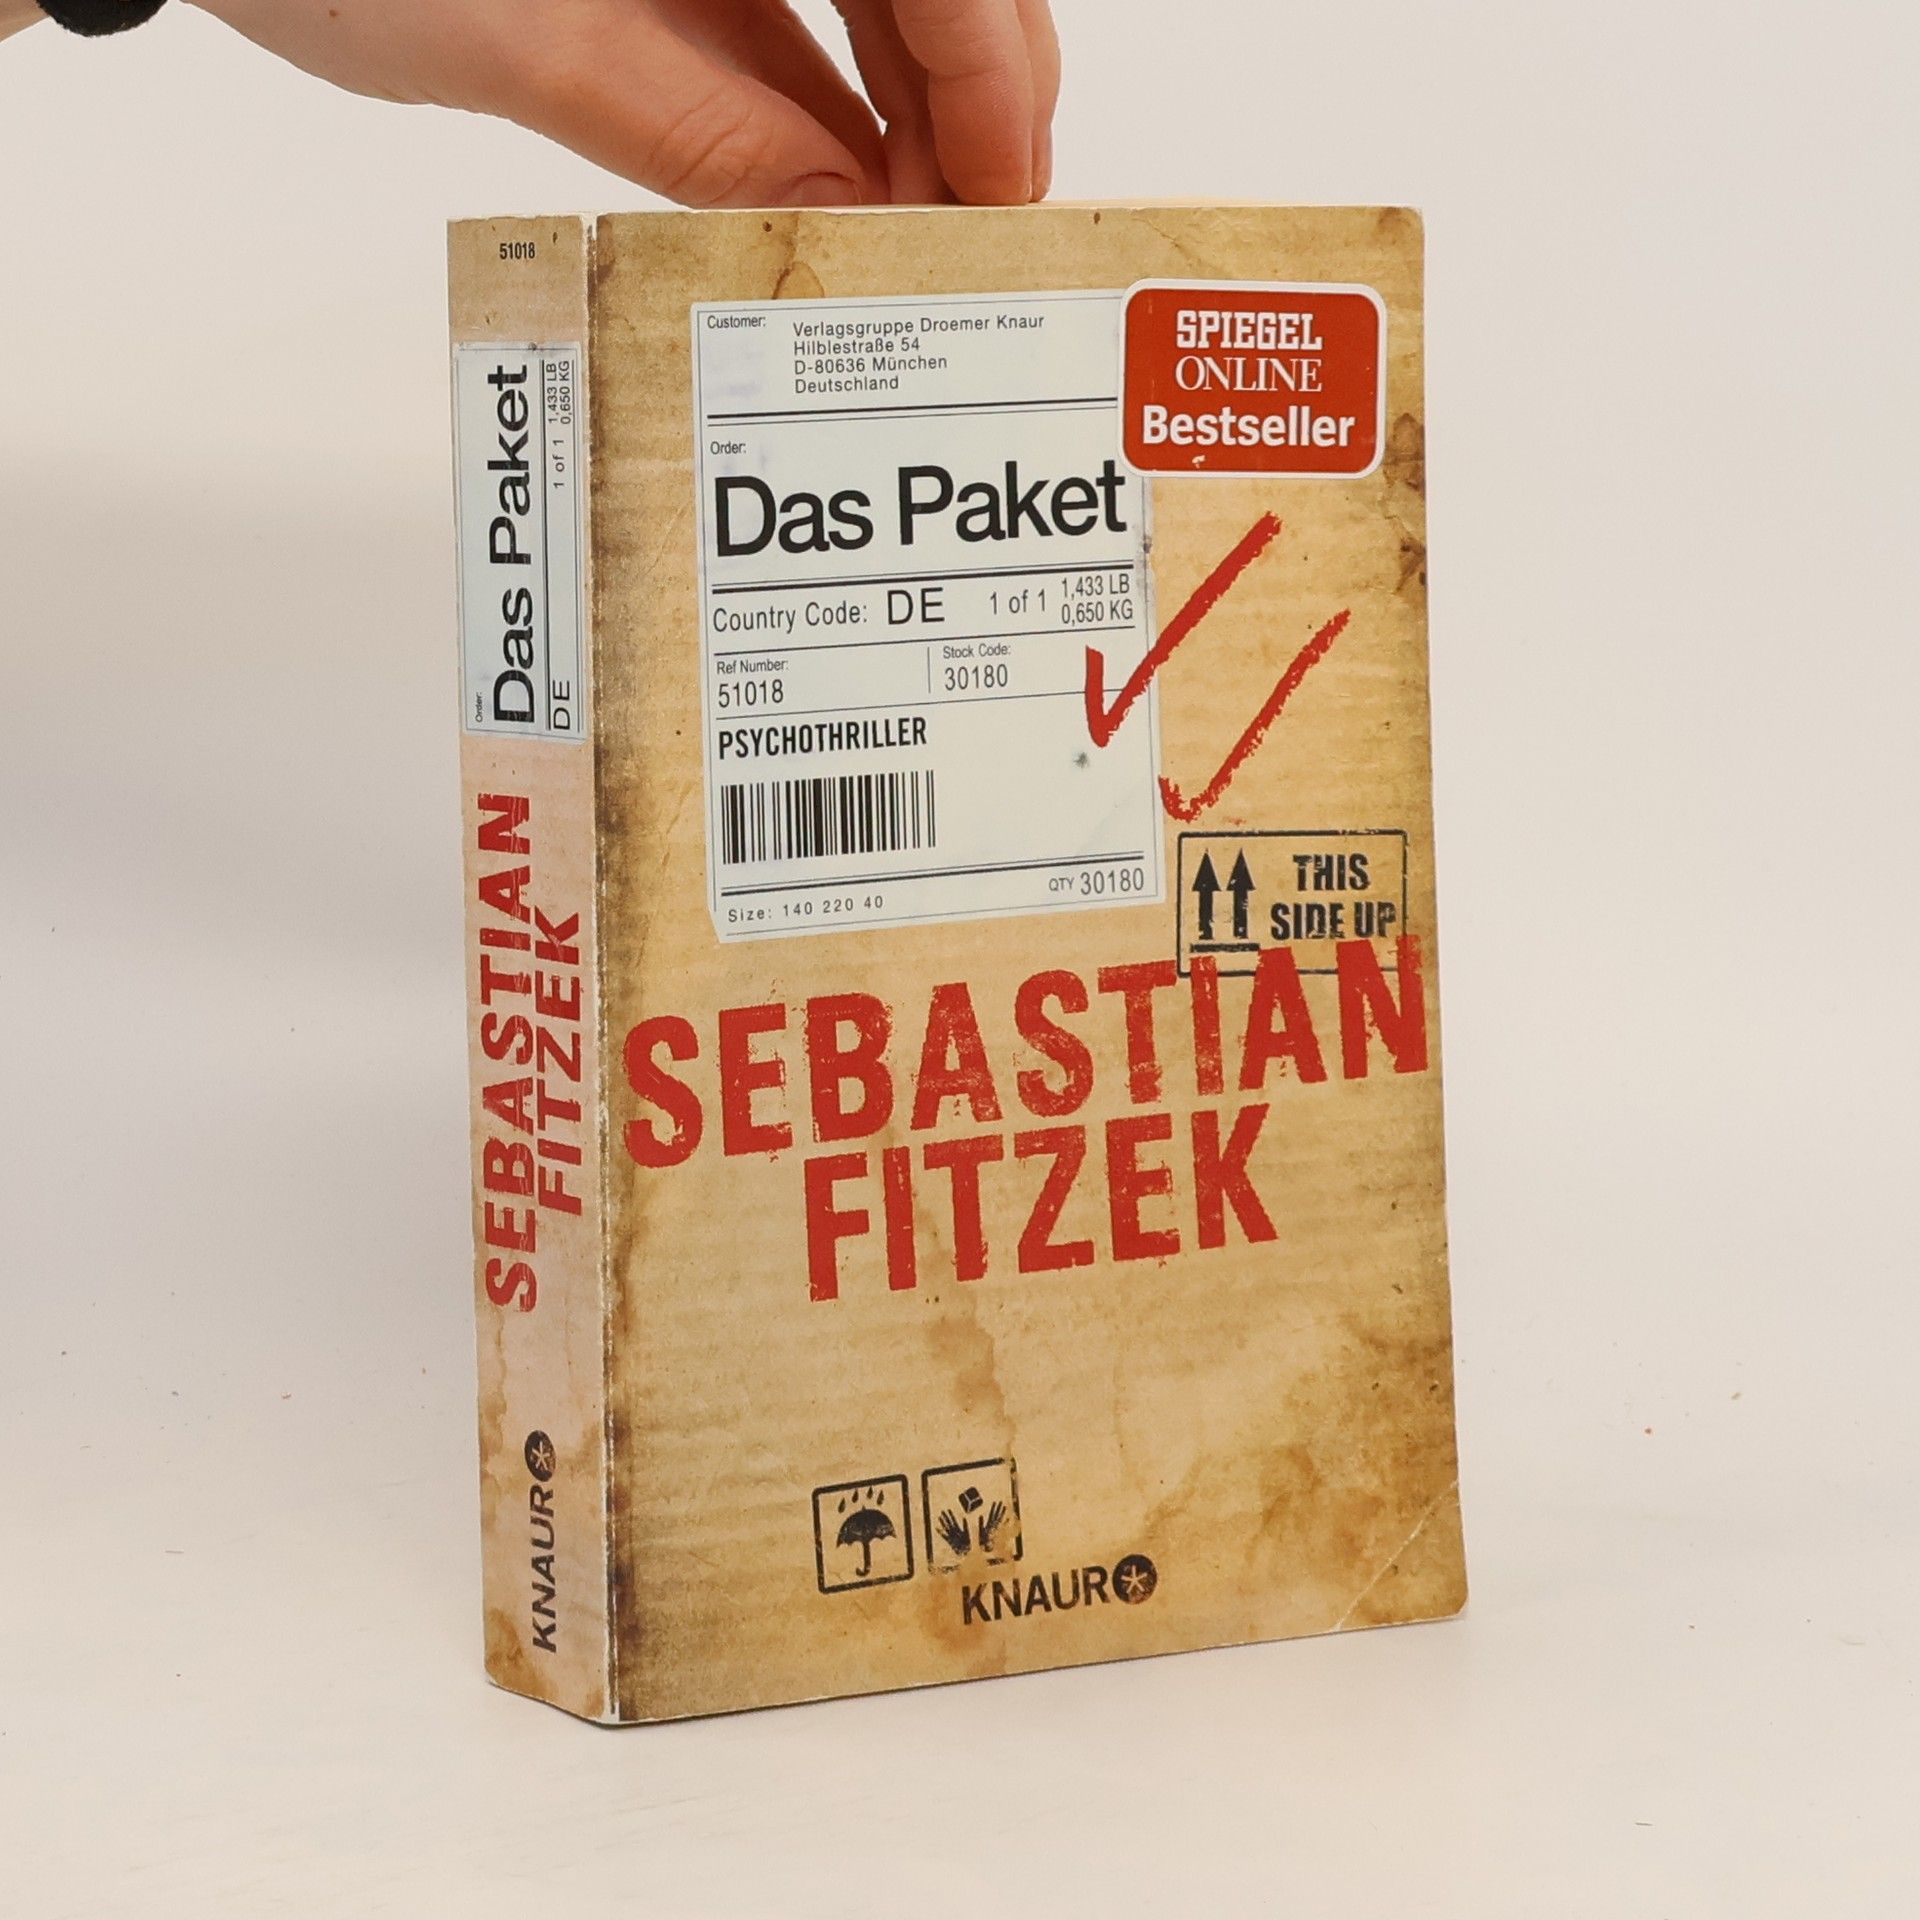 51018
Order:
Das Paket
DE
1 of 1
1,433 LB
0,650 KG
SEBASTIAN
FITZEK
KNAUR
Customer:
Verlagsgruppe Droemer Knaur
Hilblestraße 54
D-80636 München
Deutschland
SPIEGEL
ONLINE
Bestseller
Order:
Das Paket
Country Code: DE 1 of 1 1,433 LB
0,650 KG
Ref Number: Stock Code:
51018 30180
PSYCHOTHRILLER
QTY 30180
Size: 140 220 40
THIS
SIDE UP
SEBASTIAN
FITZEK
KNAUR